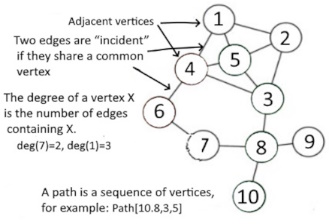 Adjacent vertices
Two edges are "incident"
if they share a common
vertex
The degree of a vertex X
is the number of edges
containing X.
deg(7)=2, deg(1)=3
A path is a sequence of vertices,
for example: Path[10.8,3,5]
1
2
5
4
3
6
7
8
9
10